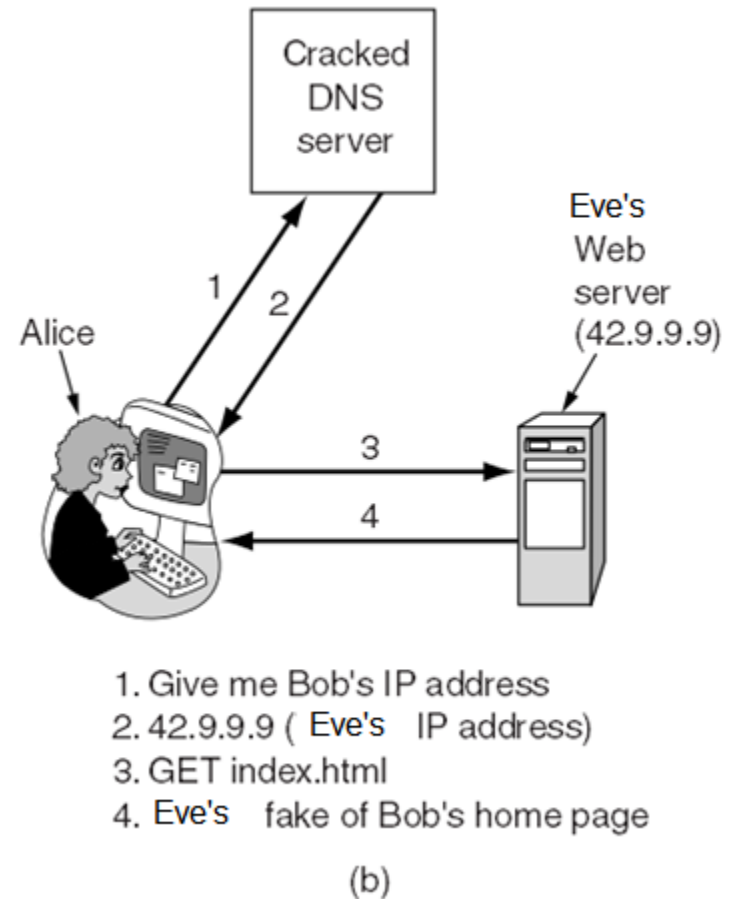 Cracked
DNS
server
Eve's
Web
server
(42.9.9.9)
1
2
Alice
3
4
1. Give me Bob's IP address
2. 42.9.9.9 ( Eve's IP address)
3. GET index.html
4. Eve's fake of Bob's home page
(b)